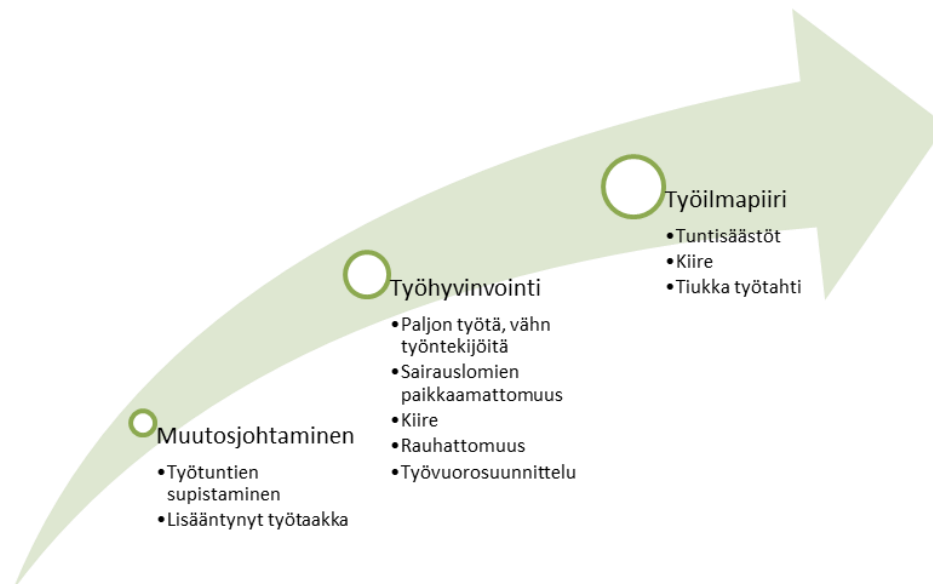 Työilmapiiri
•Tuntisäästöt
•Kiire
•Tiukka työtahti
Työhyvinvointi
•Paljon työtä, vähn
työntekijöitä
•Sairauslomien
paikkaamattomuus
•Kiire
•Rauhattomuus
•Työvuorosuunnittelu
Muutosjohtaminen
•Työtuntien
supistaminen
•Lisääntynyt työtaakka